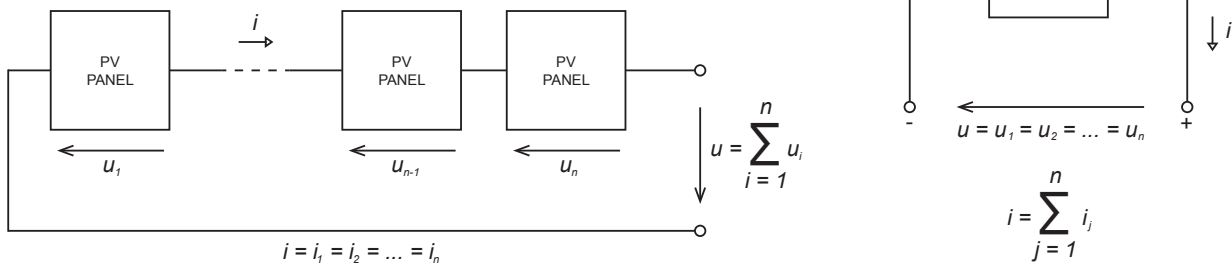 i
PV PANEL
PV PANEL
PV PANEL
u₁
uₙ₋₁
uₙ
u = n ∑ i = 1 uᵢ
i = i₁ = i₂ = ... = iₙ
i
-
+
u = u₁ = u₂ = ... = uₙ
i = n ∑ j = 1 iⱼ